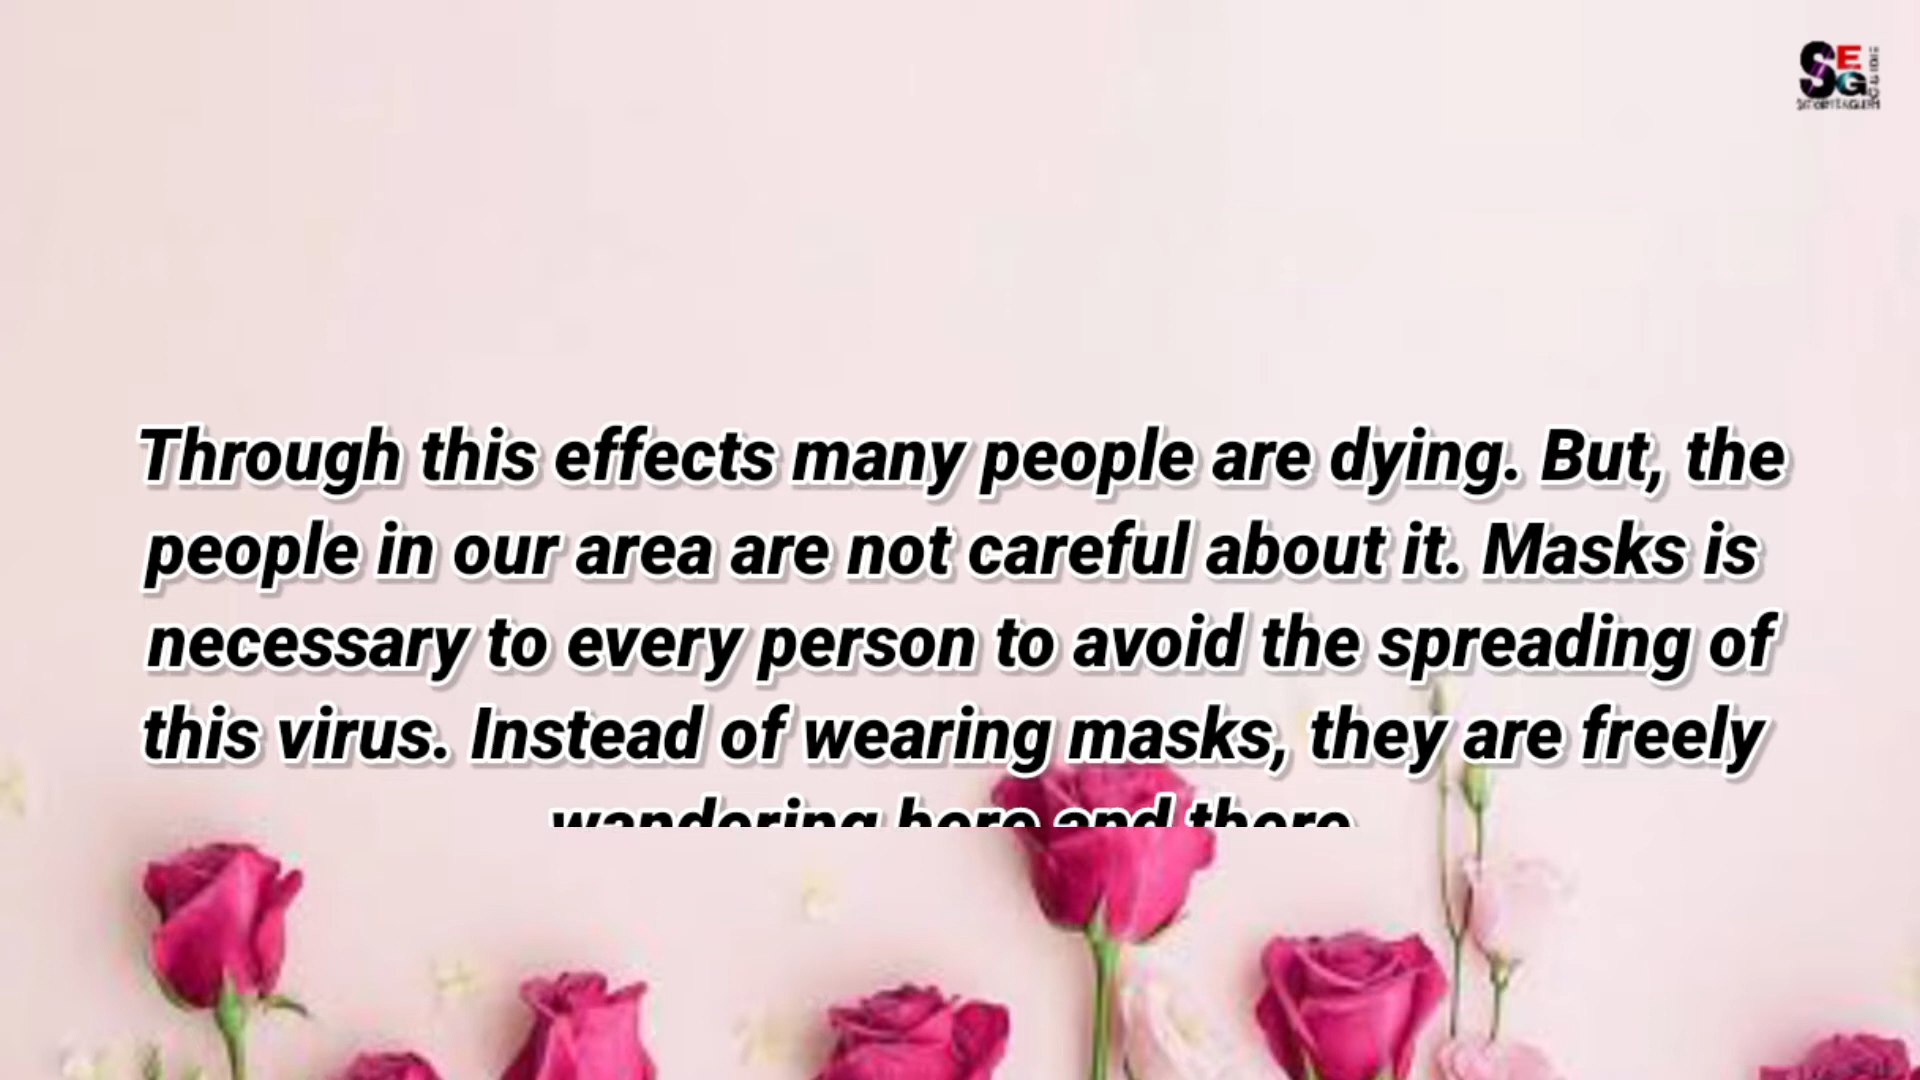 SEG
Through this effects many people are dying. But, the
people in our area are not careful about it. Masks is
necessary to every person to avoid the spreading of
this virus. Instead of wearing masks, they are freely
wandering here and there